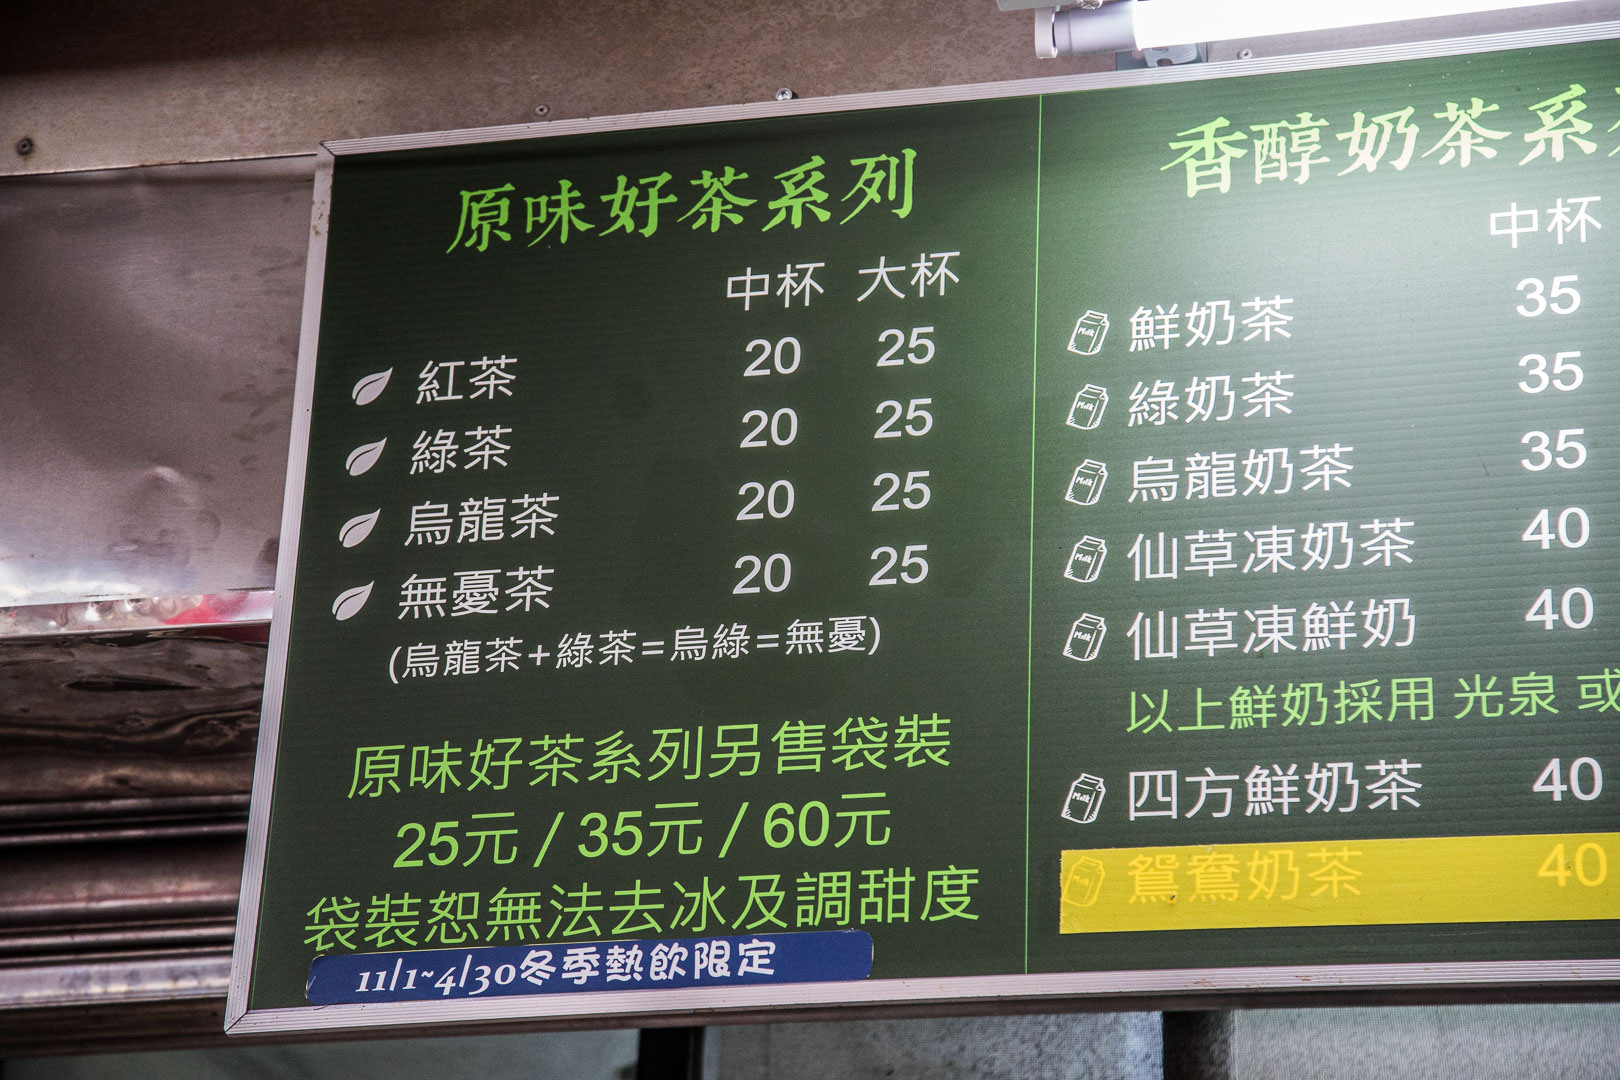 原味好茶系列
中杯 大杯
紅茶 20 25
綠茶 20 25
烏龍茶 20 25
無憂茶 20 25
(烏龍茶+綠茶=烏綠=無憂)
原味好茶系列另售袋裝
25元 / 35元 / 60元
袋裝恕無法去冰及調甜度
11/1~4/30冬季熱飲限定
香醇奶茶系
中杯
鮮奶茶 35
綠奶茶 35
烏龍奶茶 35
仙草凍奶茶 40
仙草凍鮮奶 40
以上鮮奶採用 光泉 或
四方鮮奶茶 40
鴛鴦奶茶 40